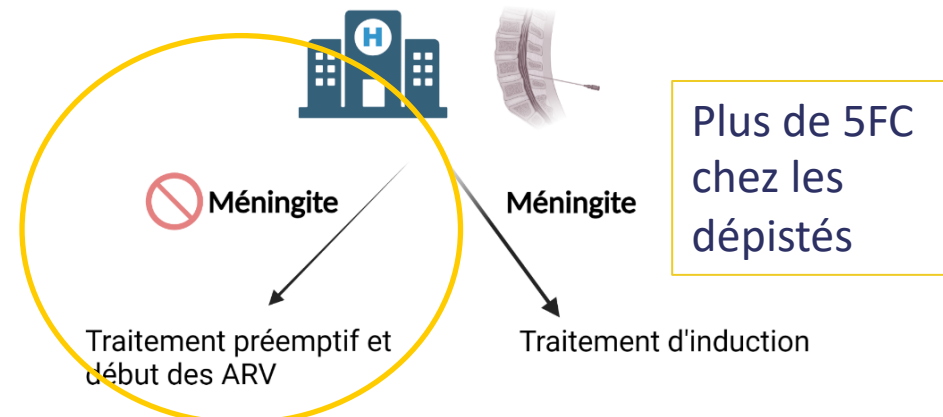 H
Plus de 5FC
chez les
dépistés
Méningite
Méningite
Traitement préemptif et
début des ARV
Traitement d'induction